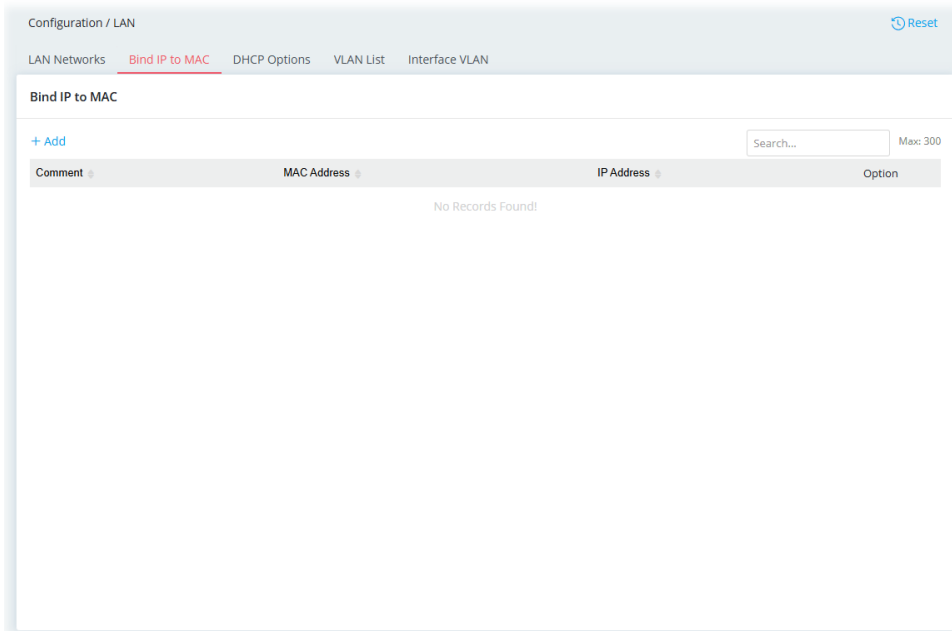 Configuration / LAN
Reset
LAN Networks Bind IP to MAC DHCP Options VLAN List Interface VLAN
Bind IP to MAC
+ Add
Search...
Max: 300
Comment MAC Address IP Address Option
No Records Found!